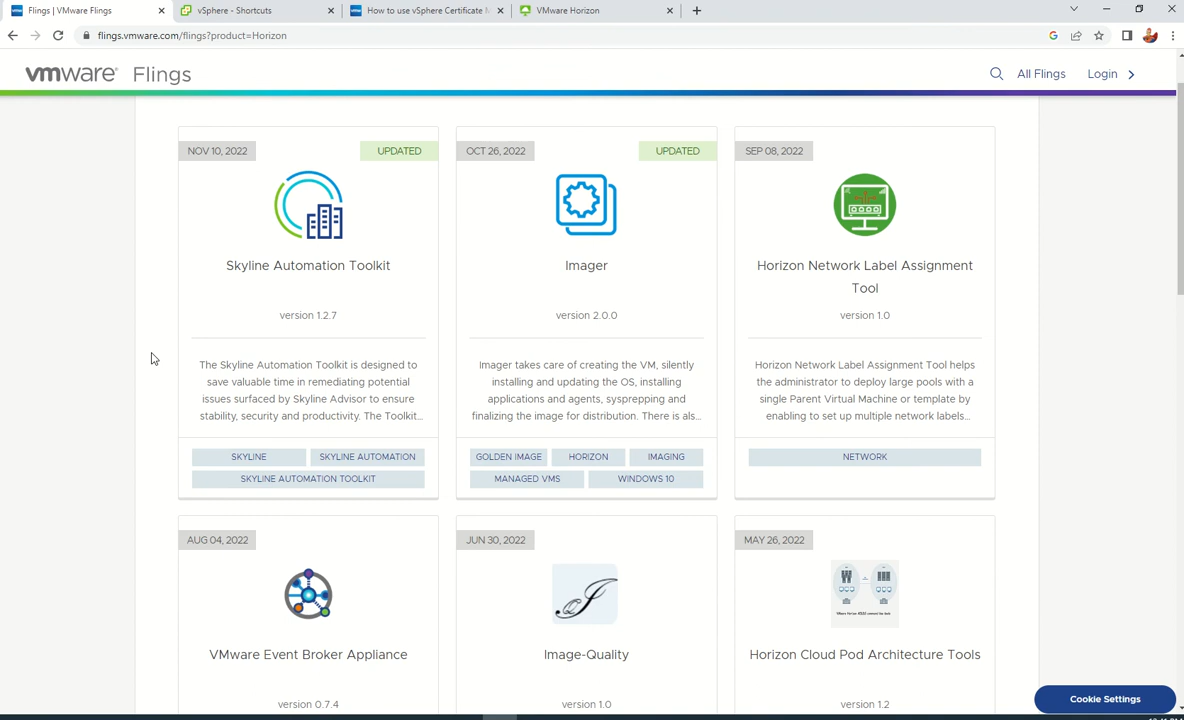 Flings | VMware Flings
vSphere - Shortcuts
How to use vSphere Certificate M
VMware Horizon
flings.vmware.com/flings?product=Horizon
vmware Flings
All Flings
Login
NOV 10, 2022
UPDATED
Skyline Automation Toolkit
version 1.2.7
The Skyline Automation Toolkit is designed to
save valuable time in remediating potential
issues surfaced by Skyline Advisor to ensure
stability, security and productivity. The Toolkit...
SKYLINE
SKYLINE AUTOMATION
SKYLINE AUTOMATION TOOLKIT
OCT 26, 2022
UPDATED
Imager
version 2.0.0
Imager takes care of creating the VM, silently
installing and updating the OS, installing
applications and agents, sysprepping and
finalizing the image for distribution. There is als...
GOLDEN IMAGE
HORIZON
IMAGING
MANAGED VMS
WINDOWS 10
SEP 08, 2022
Horizon Network Label Assignment
Tool
version 1.0
Horizon Network Label Assignment Tool helps
the administrator to deploy large pools with a
single Parent Virtual Machine or template by
enabling to set up multiple network labels...
NETWORK
AUG 04, 2022
VMware Event Broker Appliance
version 0.7.4
JUN 30, 2022
Image-Quality
version 1.0
MAY 26, 2022
Horizon Cloud Pod Architecture Tools
version 1.2
Cookie Settings